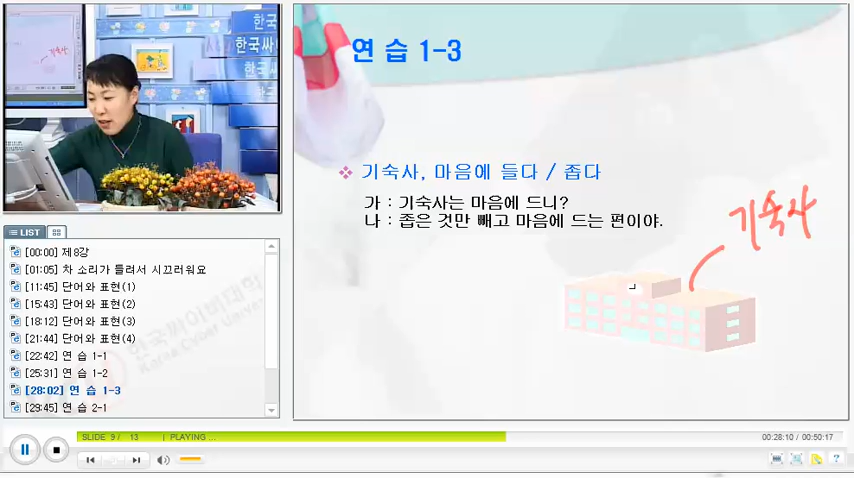 연 습 1-3
기숙사, 마음에 들다 / 좁다
가 : 기숙사는 마음에 드니?
나 : 좁은 것만 빼고 마음에 드는 편이야.
기숙사
LIST
[00:00] 제8강
[01:05] 차 소리가 들려서 시끄러워요
[11:45] 단어와 표현(1)
[15:43] 단어와 표현(2)
[18:12] 단어와 표현(3)
[21:44] 단어와 표현(4)
[22:42] 연 습 1-1
[25:31] 연 습 1-2
[28:02] 연 습 1-3
[29:45] 연 습 2-1
SLIDE 9 / 13 | PLAYING ...
00:28:10 / 00:50:17